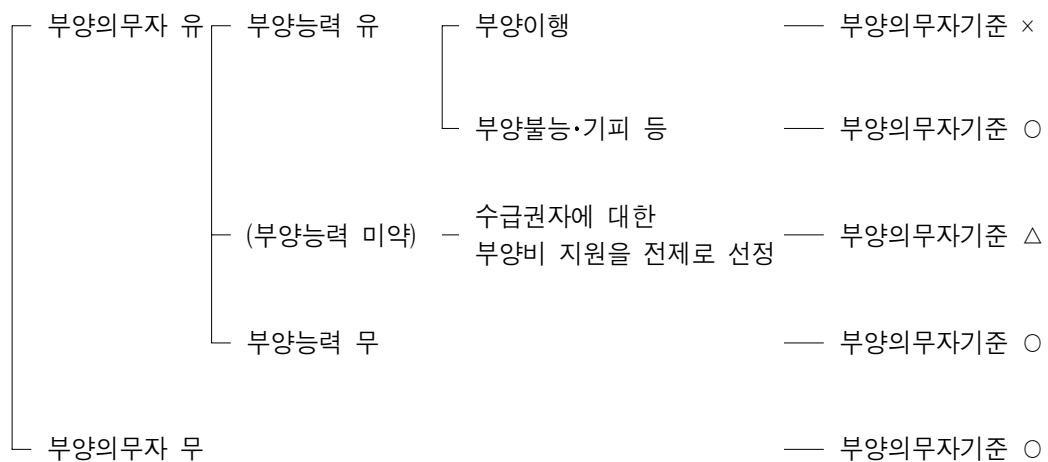 부양의무자 유 부양능력 유 부양이행 부양의무자기준 ×
부양불능·기피 등 부양의무자기준 ○
수급권자에 대한
(부양능력 미약) 부양비 지원을 전제로 선정 부양의무자기준 △
부양능력 무 부양의무자기준 ○
부양의무자 무 부양의무자기준 ○